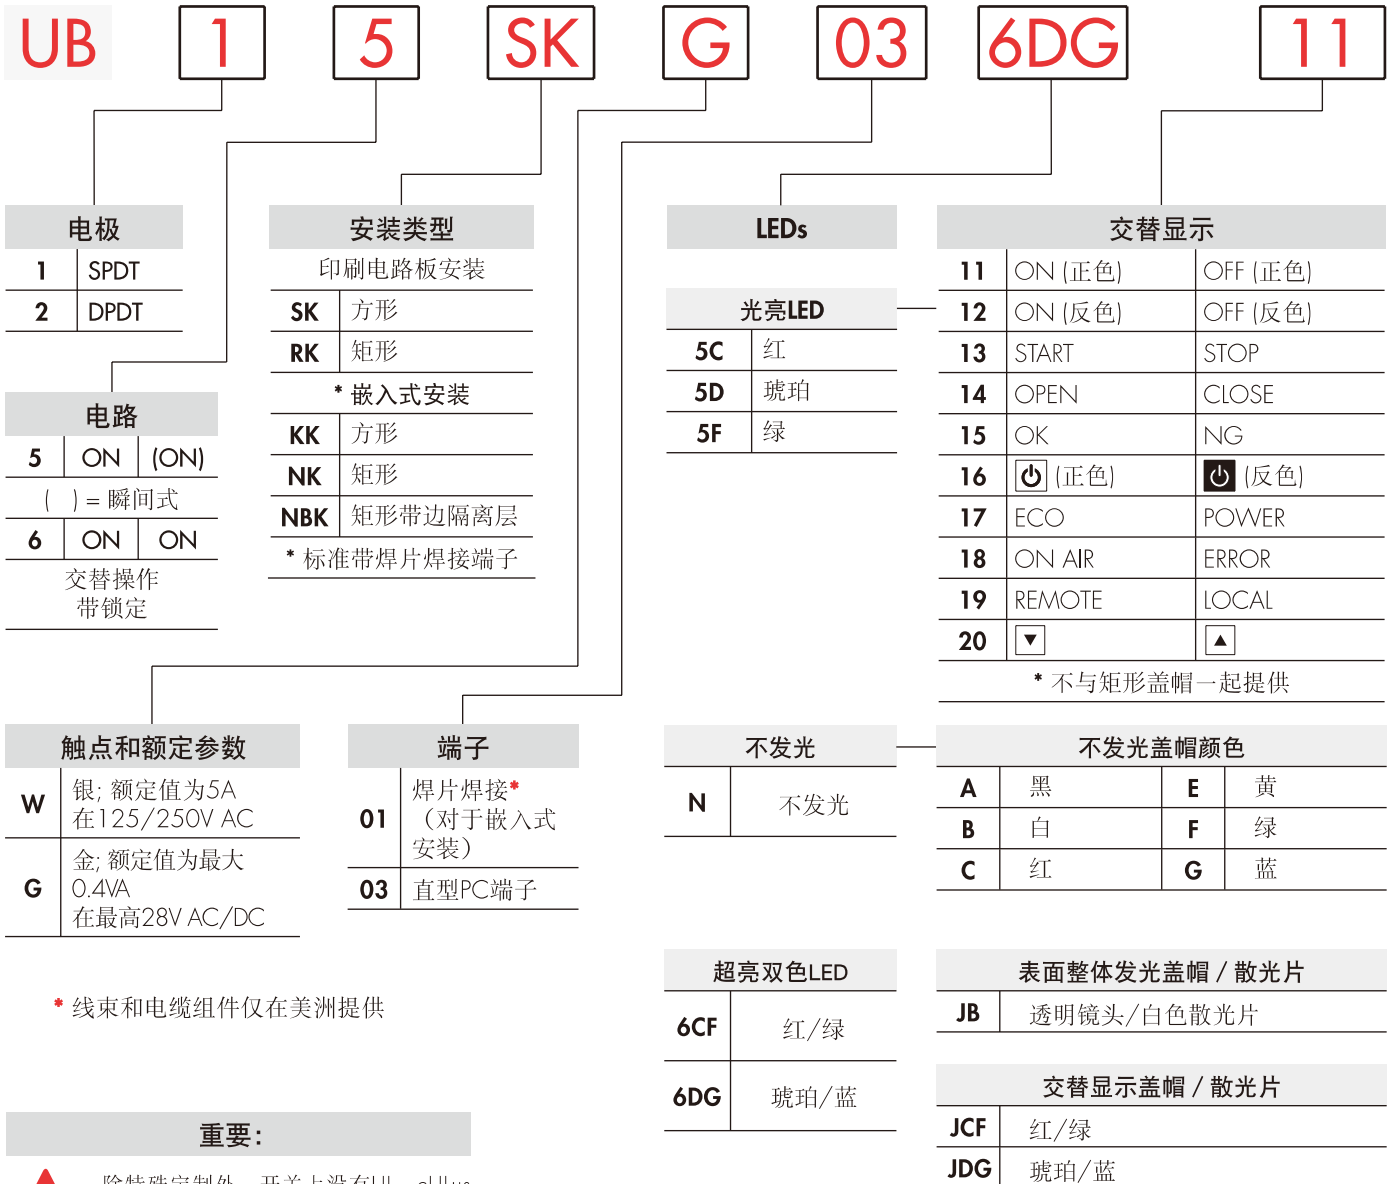 UB 1 5 SK G 03 6DG 11
电极
1 SPDT
2 DPDT
电路
5 ON (ON)
( ) = 瞬间式
6 ON ON
交替操作
带锁定
安装类型
印刷电路板安装
SK 方形
RK 矩形
* 嵌入式安装
KK 方形
NK 矩形
NBK 矩形带边隔离层
* 标准带焊片焊接端子
LEDs
光亮LED
5C 红
5D 琥珀
5F 绿
交替显示
11 ON (正色) OFF (正色)
12 ON (反色) OFF (反色)
13 START STOP
14 OPEN CLOSE
15 OK NG
16 ⏻ (正色) ⏻ (反色)
17 ECO POWER
18 ON AIR ERROR
19 REMOTE LOCAL
20 ▼ ▲
* 不与矩形盖帽一起提供
触点和额定参数
W 银; 额定值为5A
在125/250V AC
G 金; 额定值为最大
0.4VA
在最高28V AC/DC
端子
01 焊片焊接*
（对于嵌入式
安装）
03 直型PC端子
不发光
N 不发光
不发光盖帽颜色
A 黑 E 黄
B 白 F 绿
C 红 G 蓝
* 线束和电缆组件仅在美洲提供
超亮双色LED
6CF 红/绿
6DG 琥珀/蓝
表面整体发光盖帽 / 散光片
JB 透明镜头/白色散光片
交替显示盖帽 / 散光片
JCF 红/绿
JDG 琥珀/蓝
重要：